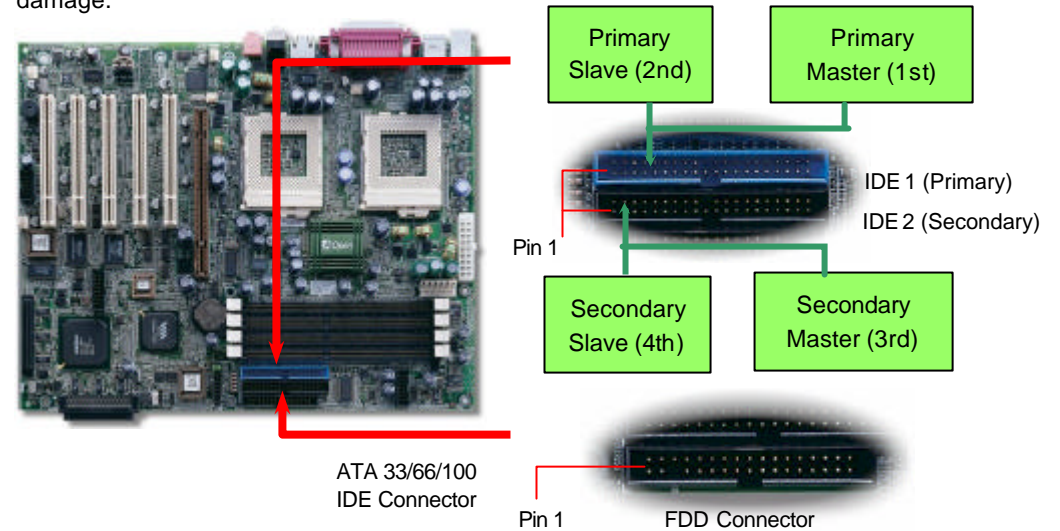 damage.
Primary
Slave (2nd)
Primary
Master (1st)
IDE 1 (Primary)
IDE 2 (Secondary)
Pin 1
Secondary
Slave (4th)
Secondary
Master (3rd)
ATA 33/66/100
IDE Connector
Pin 1
FDD Connector